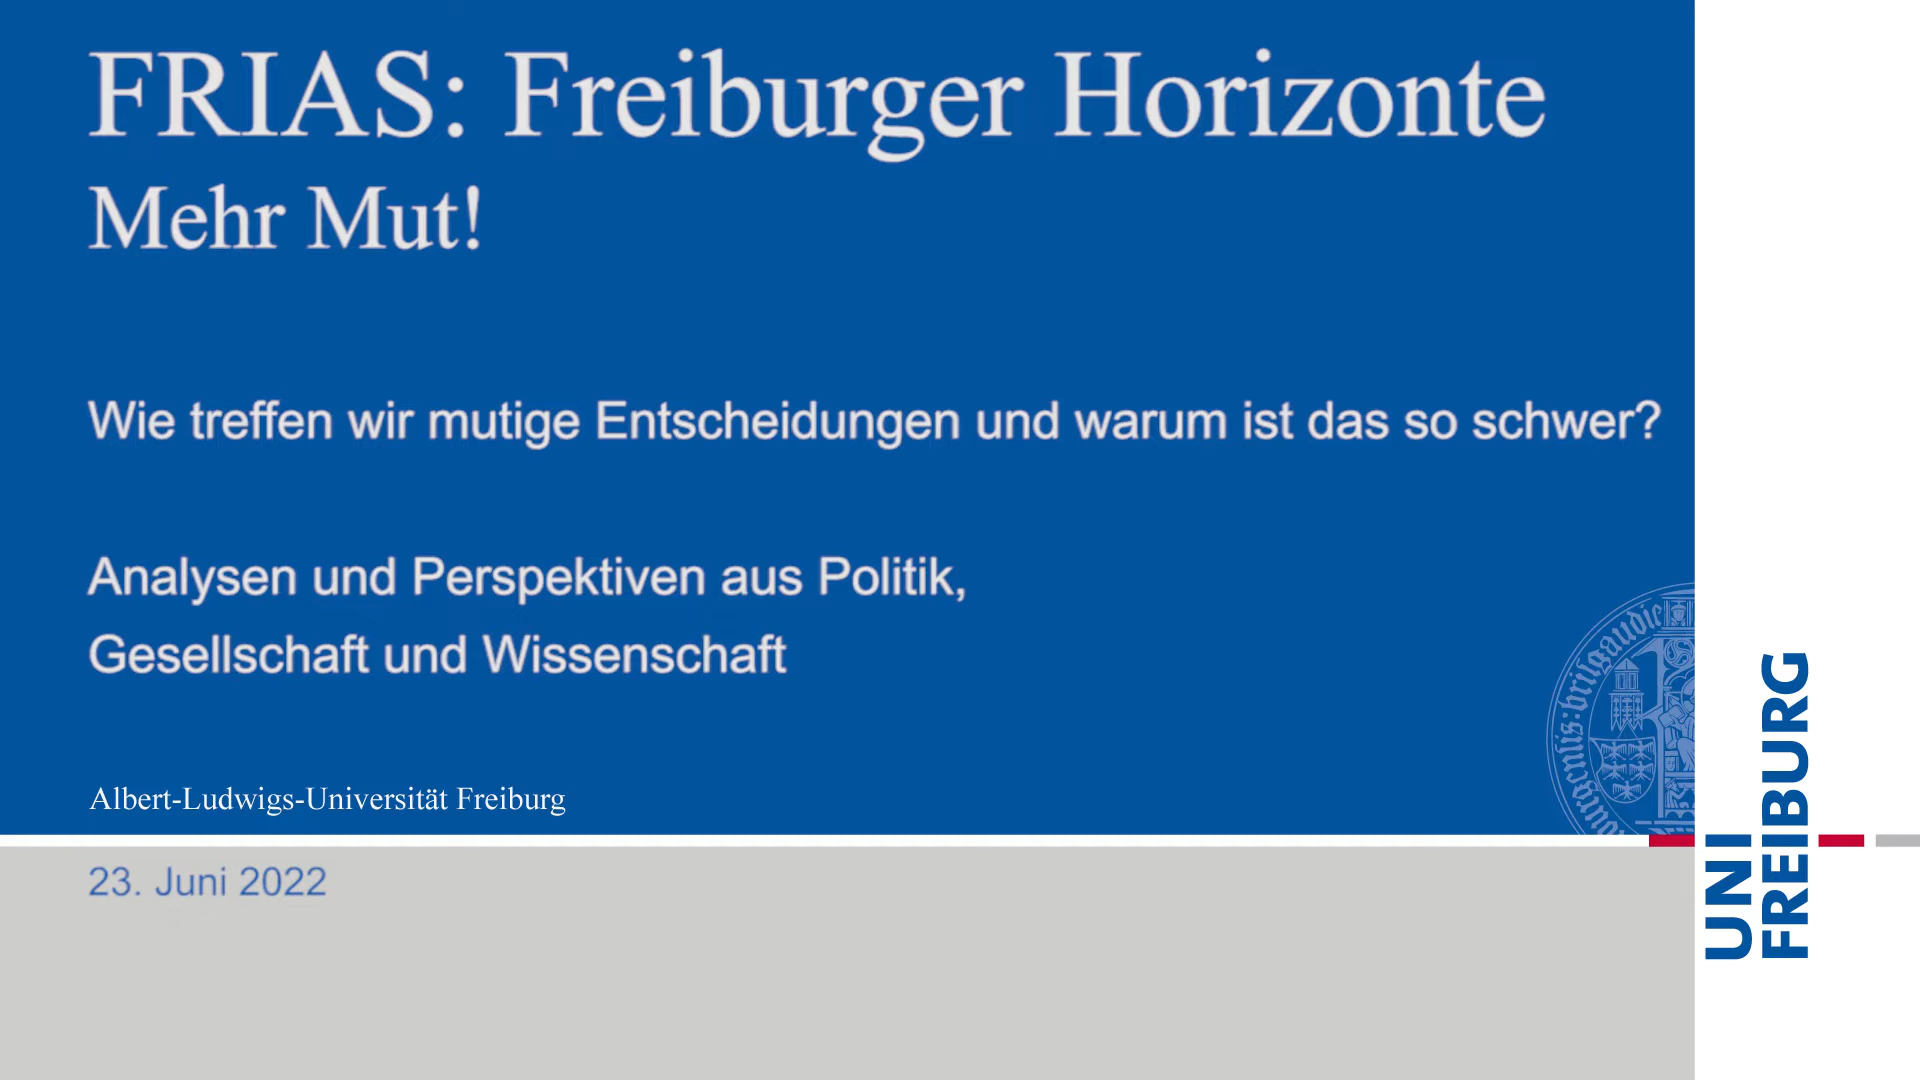 FRIAS: Freiburger Horizonte
Mehr Mut!
Wie treffen wir mutige Entscheidungen und warum ist das so schwer?
Analysen und Perspektiven aus Politik,
Gesellschaft und Wissenschaft
Albert-Ludwigs-Universität Freiburg
23. Juni 2022
UNI
FREIBURG